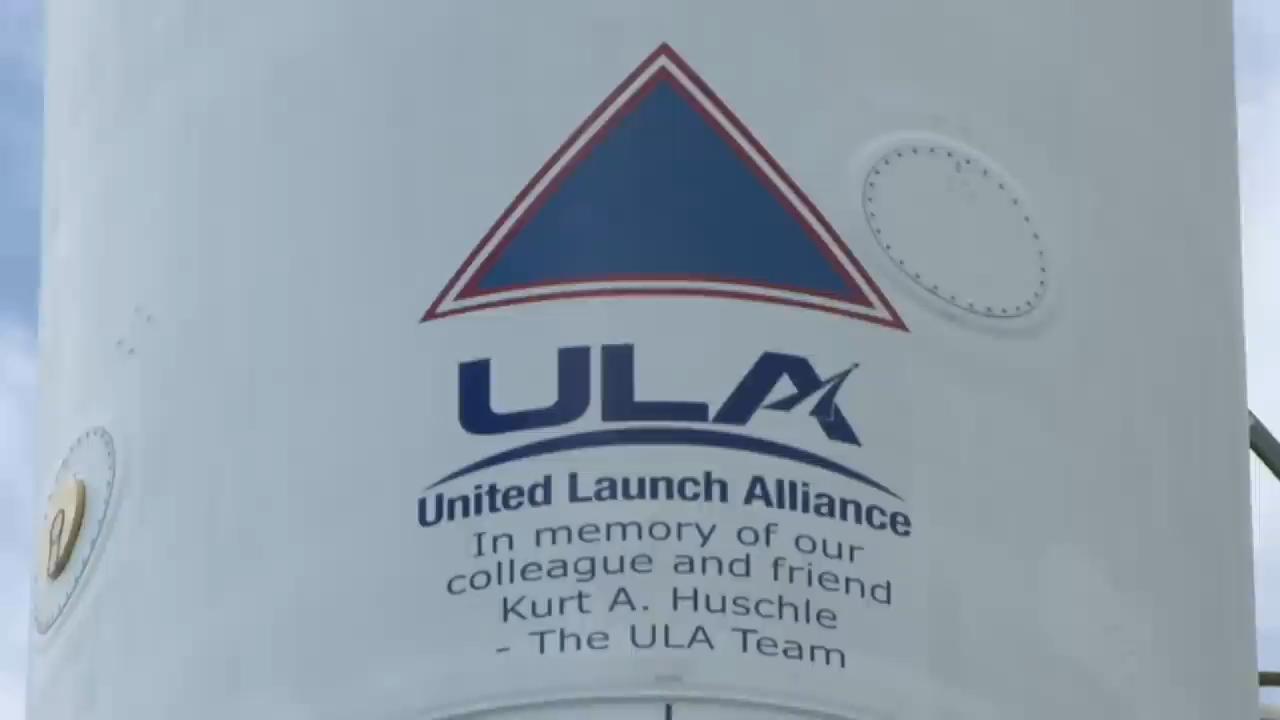 ULA
United Launch Alliance
In memory of our
colleague and friend
Kurt A. Huschle
- The ULA Team
A